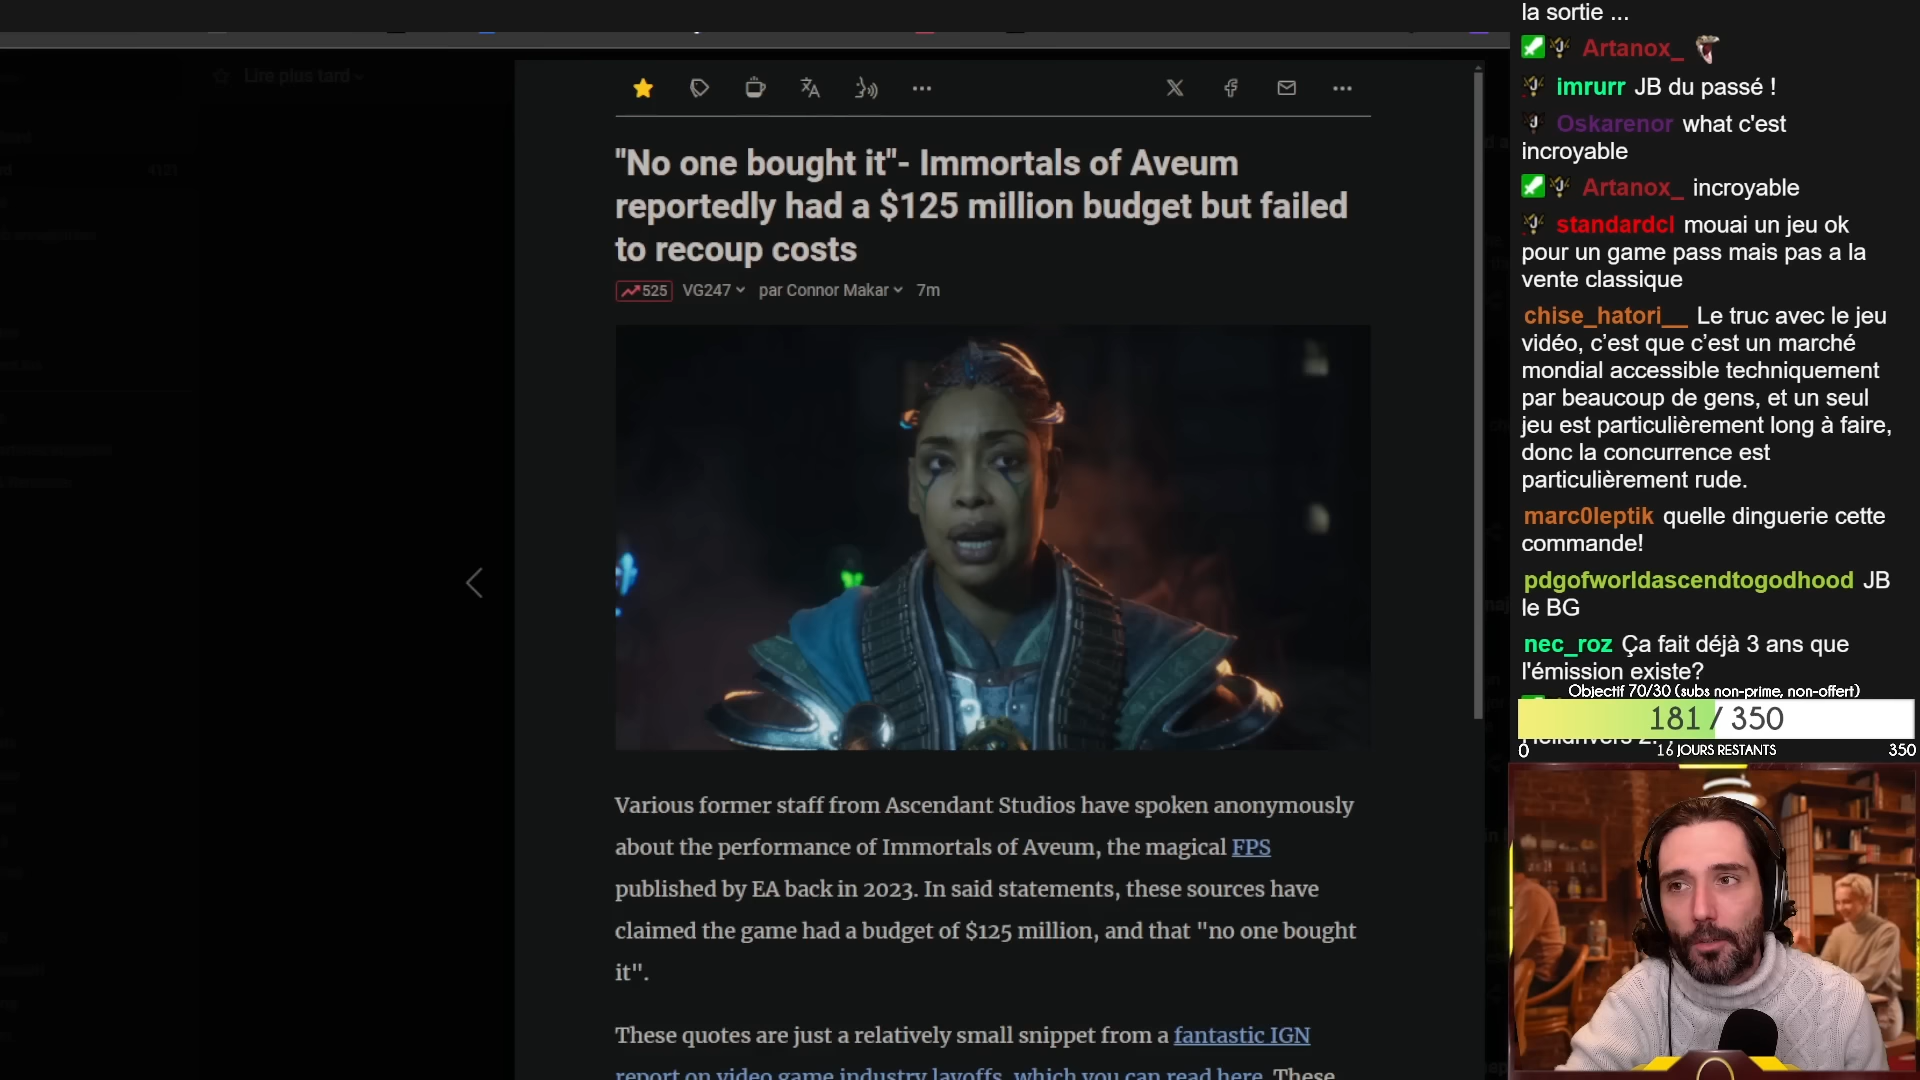 Lire plus tard
4121
"No one bought it"- Immortals of Aveum
reportedly had a $125 million budget but failed
to recoup costs
525 VG247 par Connor Makar 7m
Various former staff from Ascendant Studios have spoken anonymously
about the performance of Immortals of Aveum, the magical FPS
published by EA back in 2023. In said statements, these sources have
claimed the game had a budget of $125 million, and that "no one bought
it".
These quotes are just a relatively small snippet from a fantastic IGN
report on video game industry layoffs, which you can read here. These
la sortie ...
Artanox_
imrurr JB du passé !
Oskarenor what c'est
incroyable
Artanox_ incroyable
standardcl mouai un jeu ok
pour un game pass mais pas a la
vente classique
chise_hatori__ Le truc avec le jeu
vidéo, c’est que c’est un marché
mondial accessible techniquement
par beaucoup de gens, et un seul
jeu est particulièrement long à faire,
donc la concurrence est
particulièrement rude.
marc0leptik quelle dinguerie cette
commande!
pdgofworldascendtogodhood JB
le BG
nec_roz Ça fait déjà 3 ans que
l'émission existe?
Objectif 70/30 (subs non-prime, non-offert)
181 / 350
0 16 JOURS RESTANTS 350